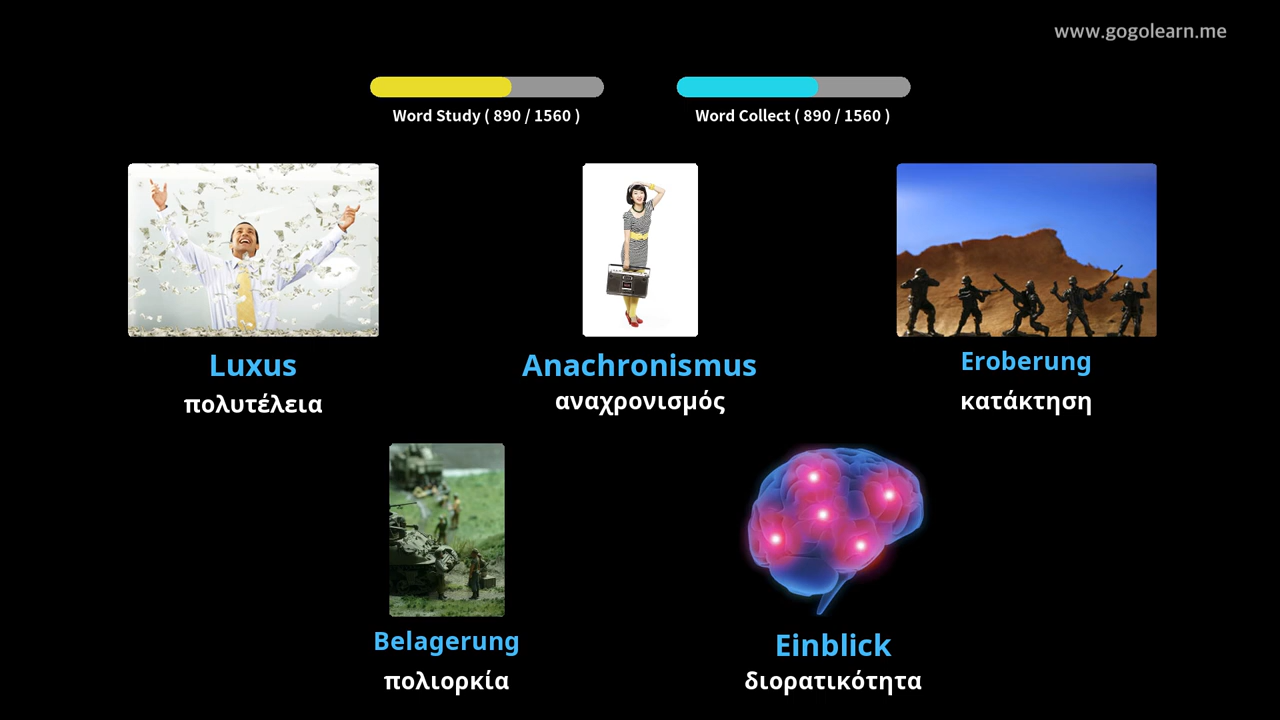 www.gogolearn.me
Word Study ( 890 / 1560 )
Word Collect ( 890 / 1560 )
Luxus
πολυτέλεια
Anachronismus
αναχρονισμός
Eroberung
κατάκτηση
Belagerung
πολιορκία
Einblick
διορατικότητα